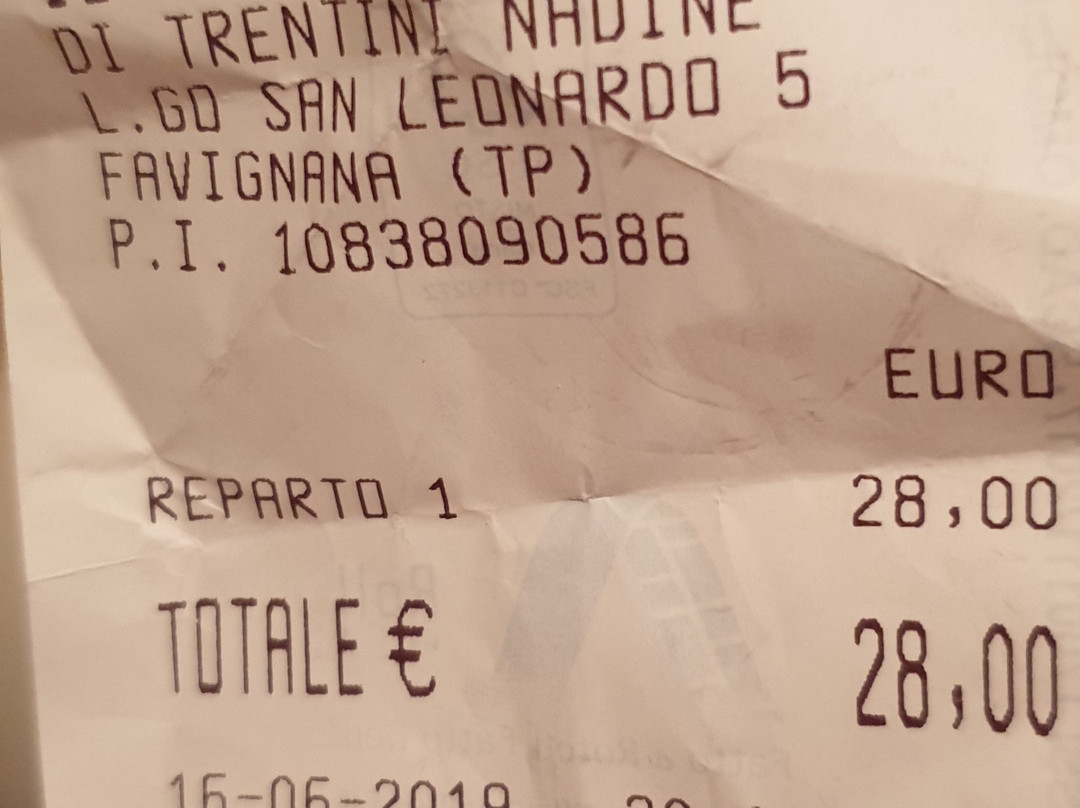 DI TRENTINI NADINE
L.GO SAN LEONARDO 5
FAVIGNANA (TP)
P.I. 10838090586
EURO
REPARTO 1 28,00
TOTALE € 28,00